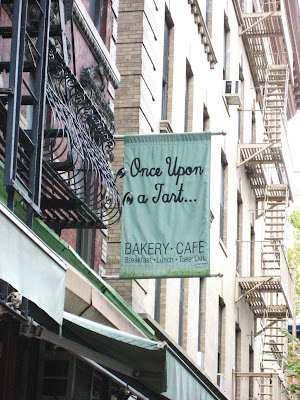 Once Upon
a Tart...
BAKERY · CAFE
Breakfast · Lunch · Take Out